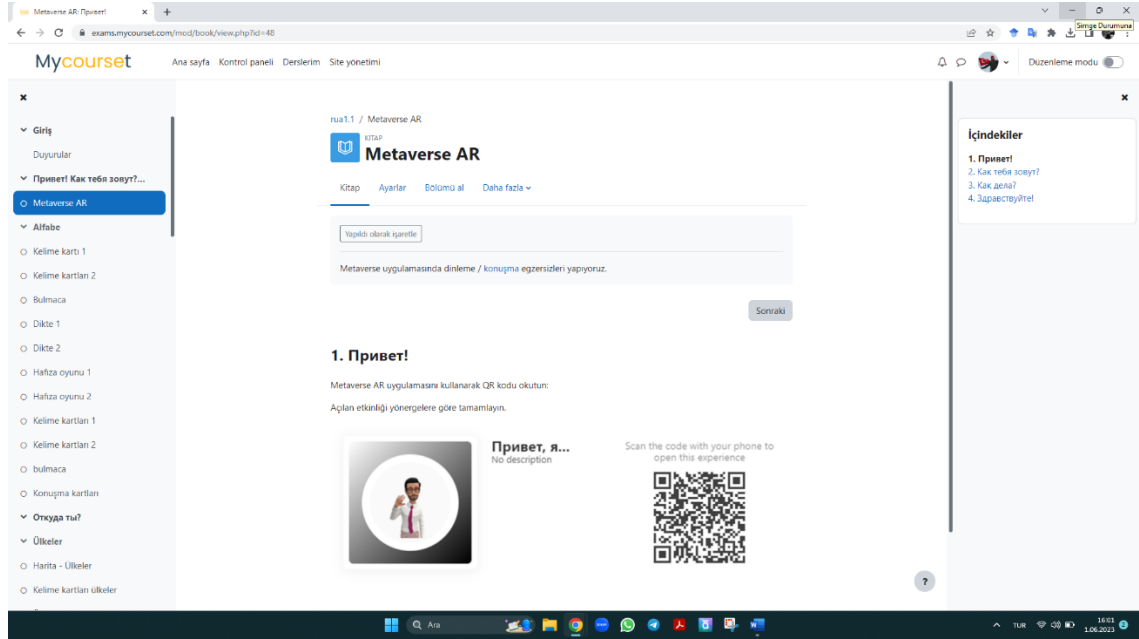 Metaverse AR: Привет!
Simge Durumuna
exams.mycourset.com/mod/book/view.php?id=48
Mycourset
Ana sayfa Kontrol paneli Derslerim Site yönetimi
Düzenleme modu
Giriş
Duyurular
Привет! Как тебя зовут?...
Metaverse AR
Alfabe
Kelime kartı 1
Kelime kartları 2
Bulmaca
Dikte 1
Dikte 2
Hafıza oyunu 1
Hafıza oyunu 2
Kelime kartları 1
Kelime kartları 2
bulmaca
Konuşma kartları
Откуда ты?
Ülkeler
Harita - Ülkeler
Kelime kartları ülkeler
rua1.1 / Metaverse AR
KITAP
Metaverse AR
Kitap Ayarlar Bölümü al Daha fazla
Yapıldı olarak işaretle
Metaverse uygulamasında dinleme / konuşma egzersizleri yapıyoruz.
Sonraki
1. Привет!
Metaverse AR uygulamasını kullanarak QR kodu okutun:
Açılan etkinliği yönergelere göre tamamlayın.
Привет, я...
No description
Scan the code with your phone to
open this experience
İçindekiler
1. Привет!
2. Как тебя зовут?
3. Как дела?
4. Здравствуйте!
?
Ara
TUR
16:01
1.06.2023